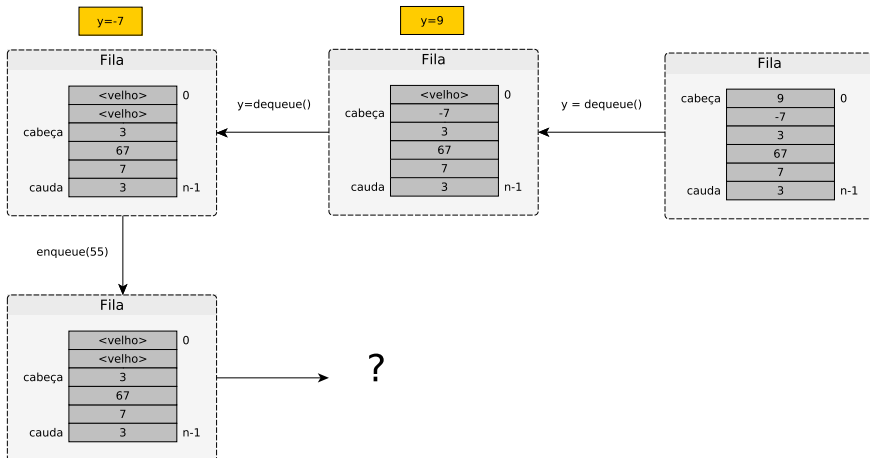 y=-7
Fila
<velho> 0
<velho>
cabeça 3
67
7
cauda 3 n-1
y=dequeue()
y=9
Fila
<velho> 0
cabeça -7
3
67
7
cauda 3 n-1
y = dequeue()
Fila
cabeça 9 0
-7
3
67
7
cauda 3 n-1
enqueue(55)
Fila
<velho> 0
<velho>
cabeça 3
67
7
cauda 3 n-1
?